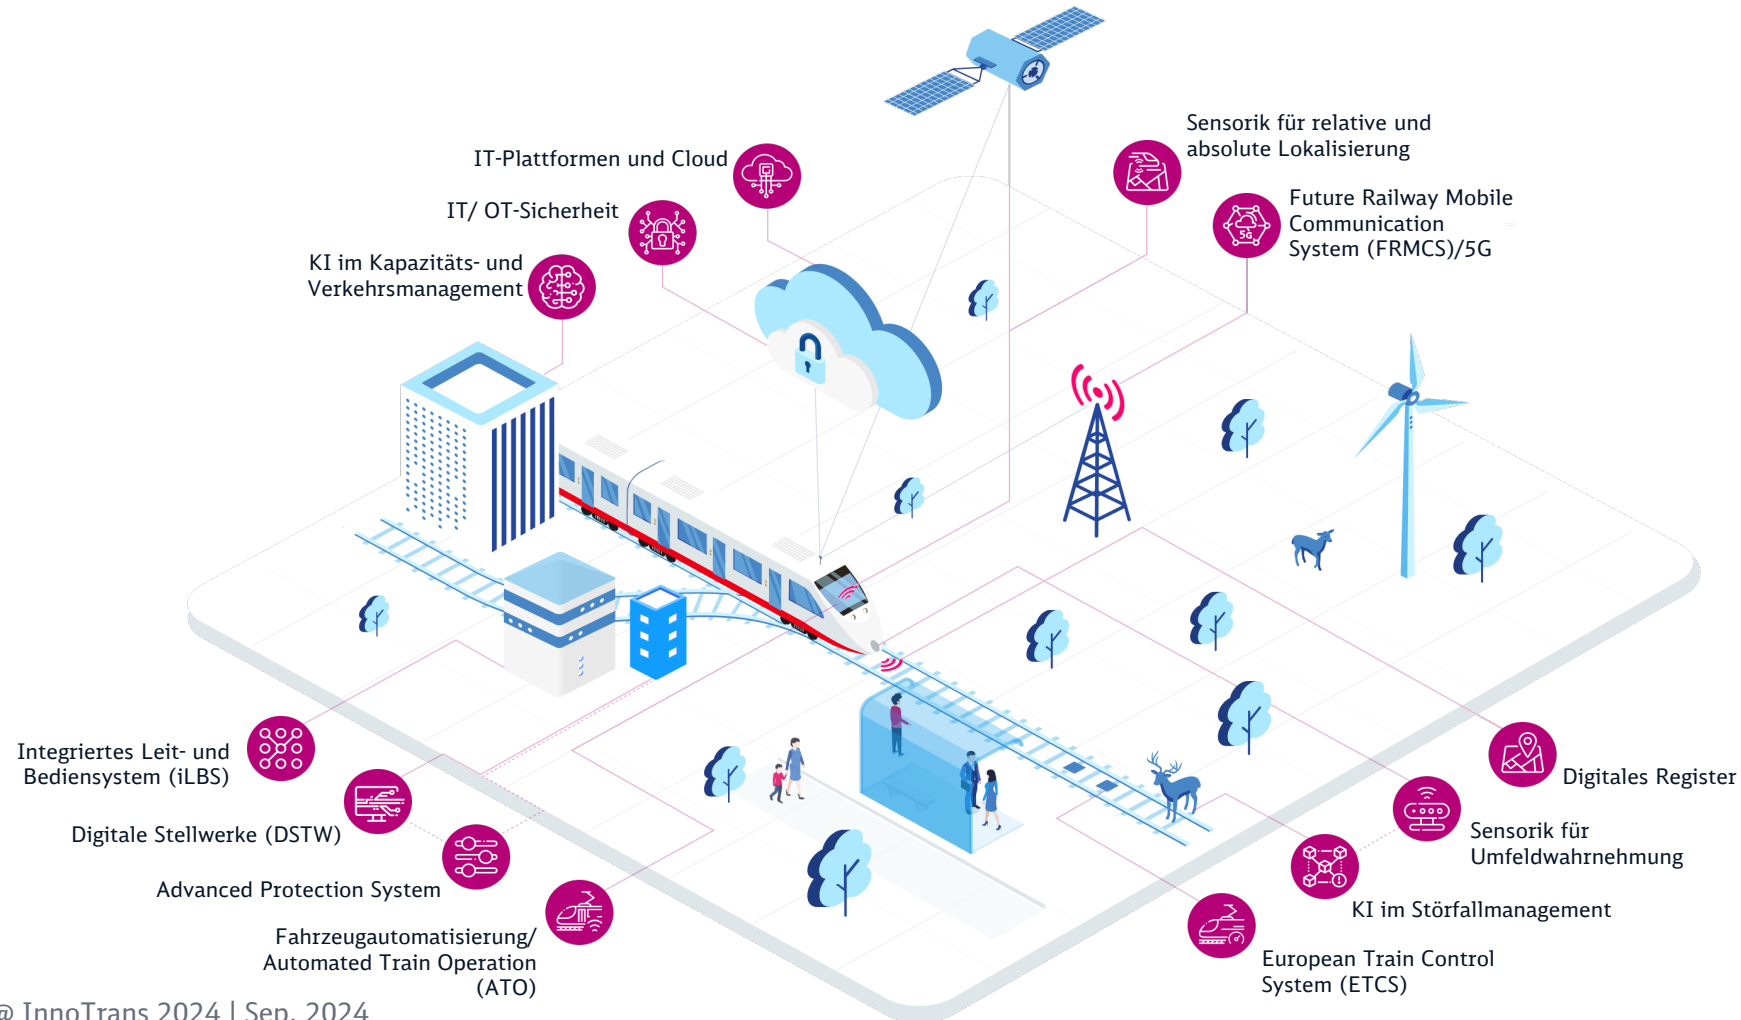 Sensorik für relative und
absolute Lokalisierung
IT-Plattformen und Cloud
Future Railway Mobile
Communication
System (FRMCS)/5G
5G
IT/ OT-Sicherheit
KI im Kapazitäts- und
Verkehrsmanagement
Integriertes Leit- und
Bediensystem (iLBS)
Digitales Register
Digitale Stellwerke (DSTW)
Sensorik für
Umfeldwahrnehmung
Advanced Protection System
KI im Störfallmanagement
Fahrzeugautomatisierung/
Automated Train Operation
(ATO)
European Train Control
System (ETCS)
@ InnoTrans 2024 | Sep. 2024